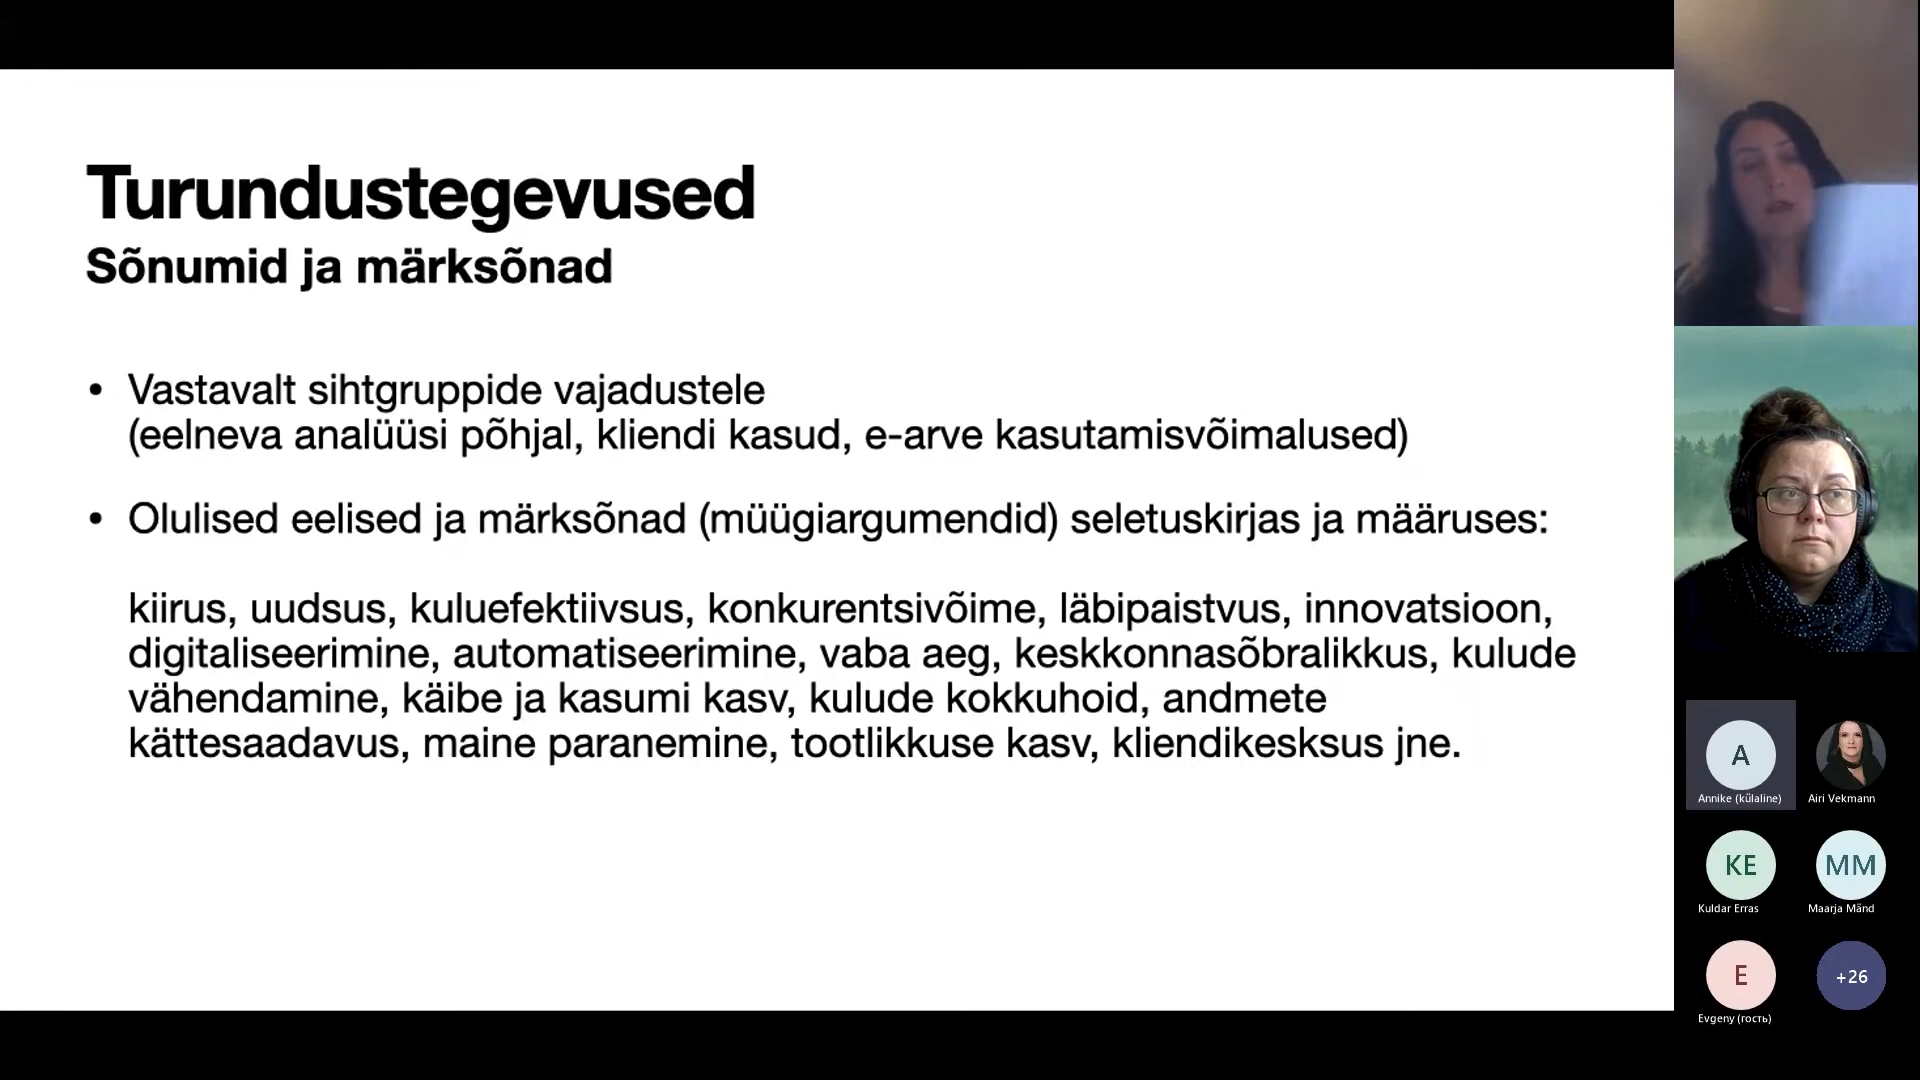 Turundustegevused
Sõnumid ja märksõnad
• Vastavalt sihtgruppide vajadustele
(eelneva analüüsi põhjal, kliendi kasud, e-arve kasutamisvõimalused)
• Olulised eelised ja märksõnad (müügiargumendid) seletuskirjas ja määruses:
kiirus, uudsus, kuluefektiivsus, konkurentsivõime, läbipaistvus, innovatsioon,
digitaliseerimine, automatiseerimine, vaba aeg, keskkonnasõbralikkus, kulude
vähendamine, käibe ja kasumi kasv, kulude kokkuhoid, andmete
kättesaadavus, maine paranemine, tootlikkuse kasv, kliendikesksus jne.
A
Annike (külaline)
Airi Vekmann
KE
Kuldar Erras
MM
Maarja Mänd
E
Evgeny (гость)
+26